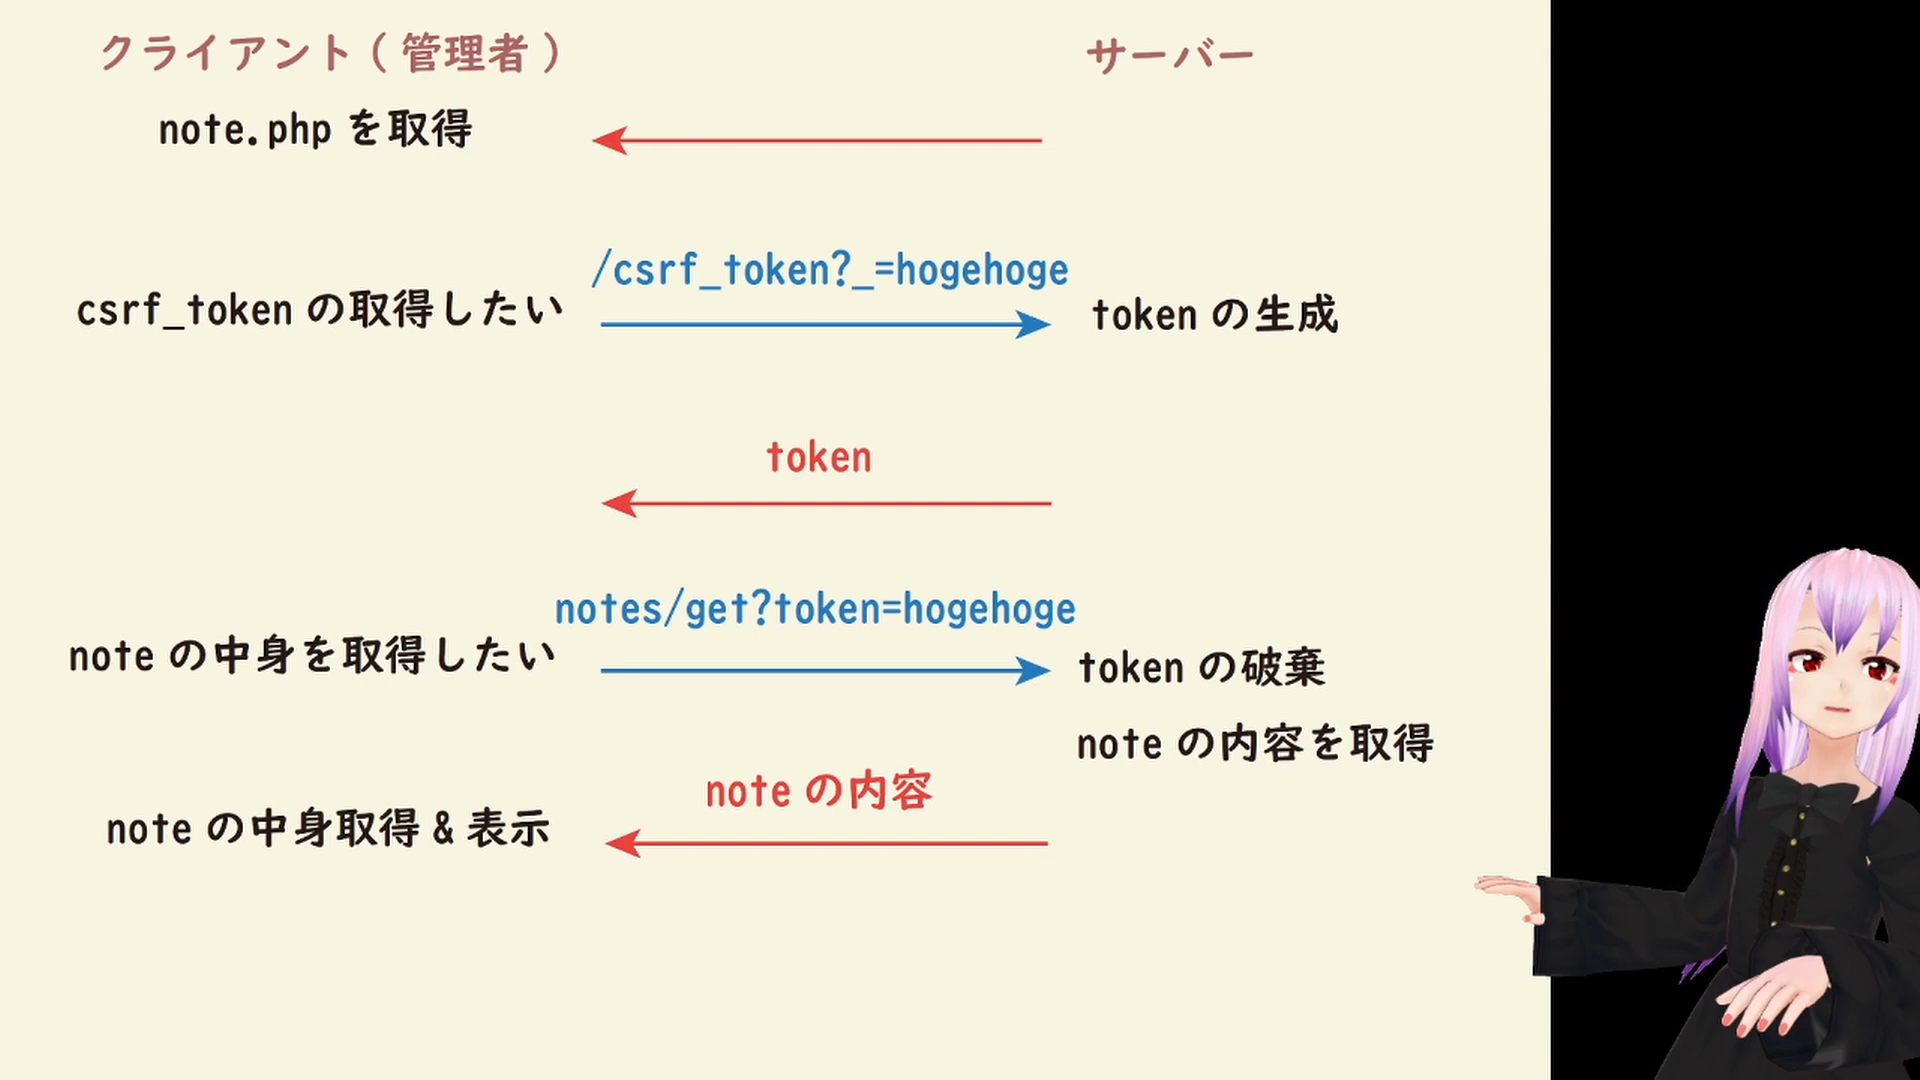 クライアント ( 管理者 )
サーバー
note.php を取得
/csrf_token?_=hogehoge
csrf_token の取得したい
token の生成
token
notes/get?token=hogehoge
note の中身を取得したい
token の破棄
note の内容を取得
note の内容
note の中身取得 & 表示